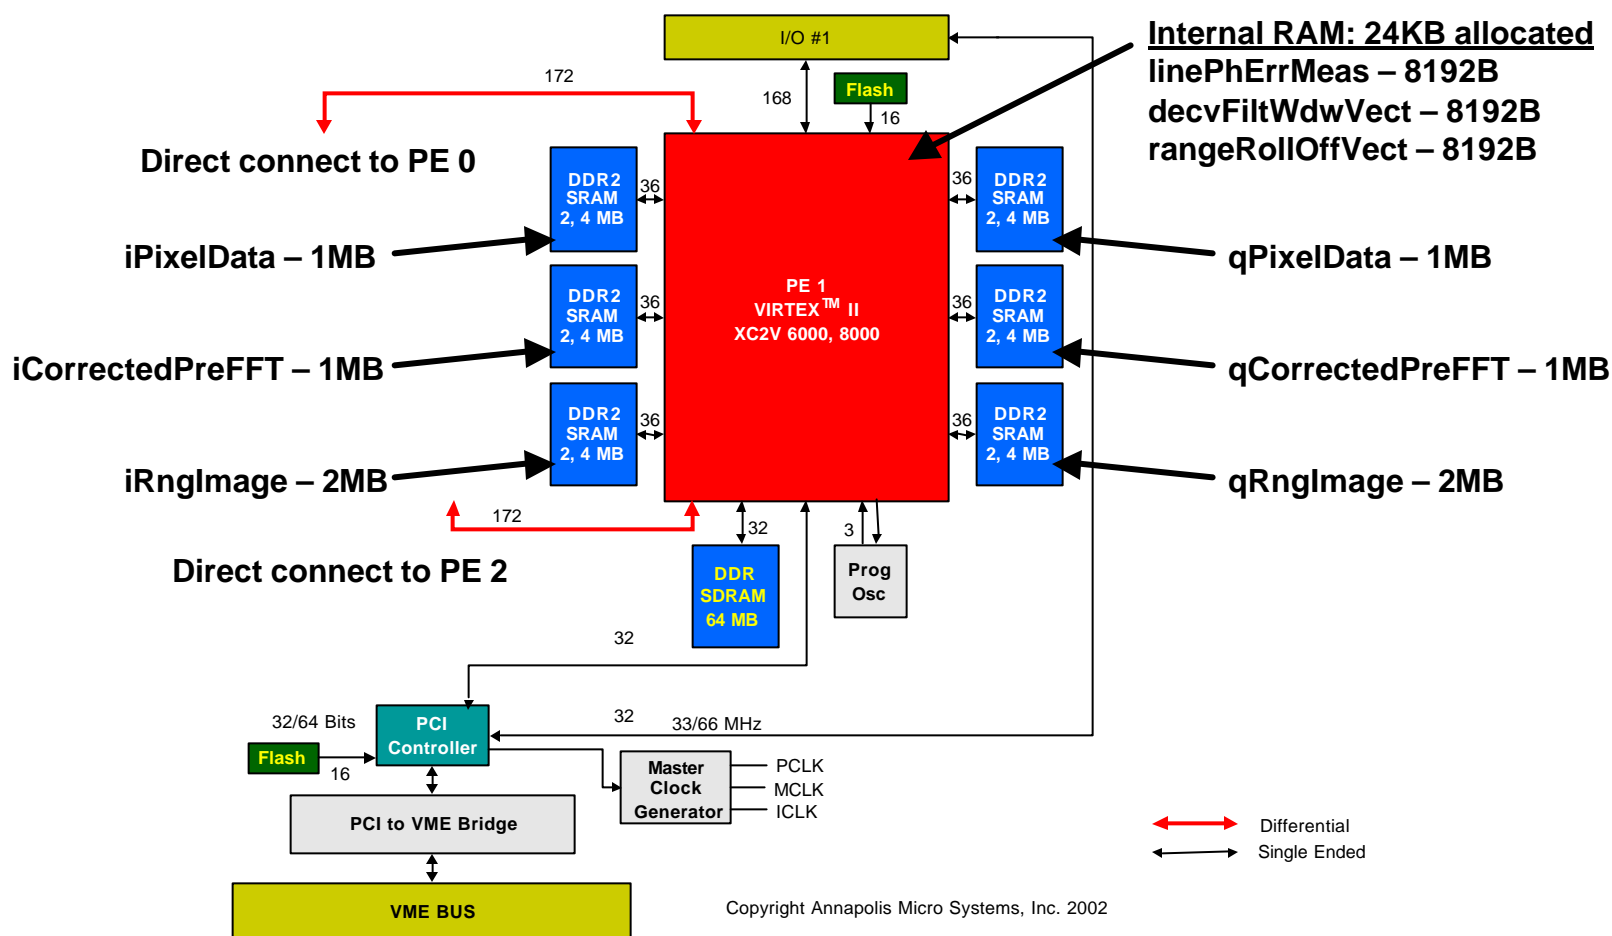 I/O #1
Internal RAM: 24KB allocated
linePhErrMeas – 8192B
decvFiltWdwVect – 8192B
rangeRollOffVect – 8192B
172
168
Flash
16
Direct connect to PE 0
DDR2
SRAM
2, 4 MB
36
36
DDR2
SRAM
2, 4 MB
iPixelData – 1MB
qPixelData – 1MB
DDR2
SRAM
2, 4 MB
36
PE 1
VIRTEX™ II
XC2V 6000, 8000
36
DDR2
SRAM
2, 4 MB
iCorrectedPreFFT – 1MB
qCorrectedPreFFT – 1MB
DDR2
SRAM
2, 4 MB
36
36
DDR2
SRAM
2, 4 MB
iRngImage – 2MB
qRngImage – 2MB
172
32
3
Direct connect to PE 2
DDR
SDRAM
64 MB
Prog
Osc
32
32/64 Bits
PCI
Controller
32
33/66 MHz
Flash
16
Master
Clock
Generator
PCLK
MCLK
ICLK
PCI to VME Bridge
Differential
Single Ended
VME BUS
Copyright Annapolis Micro Systems, Inc. 2002